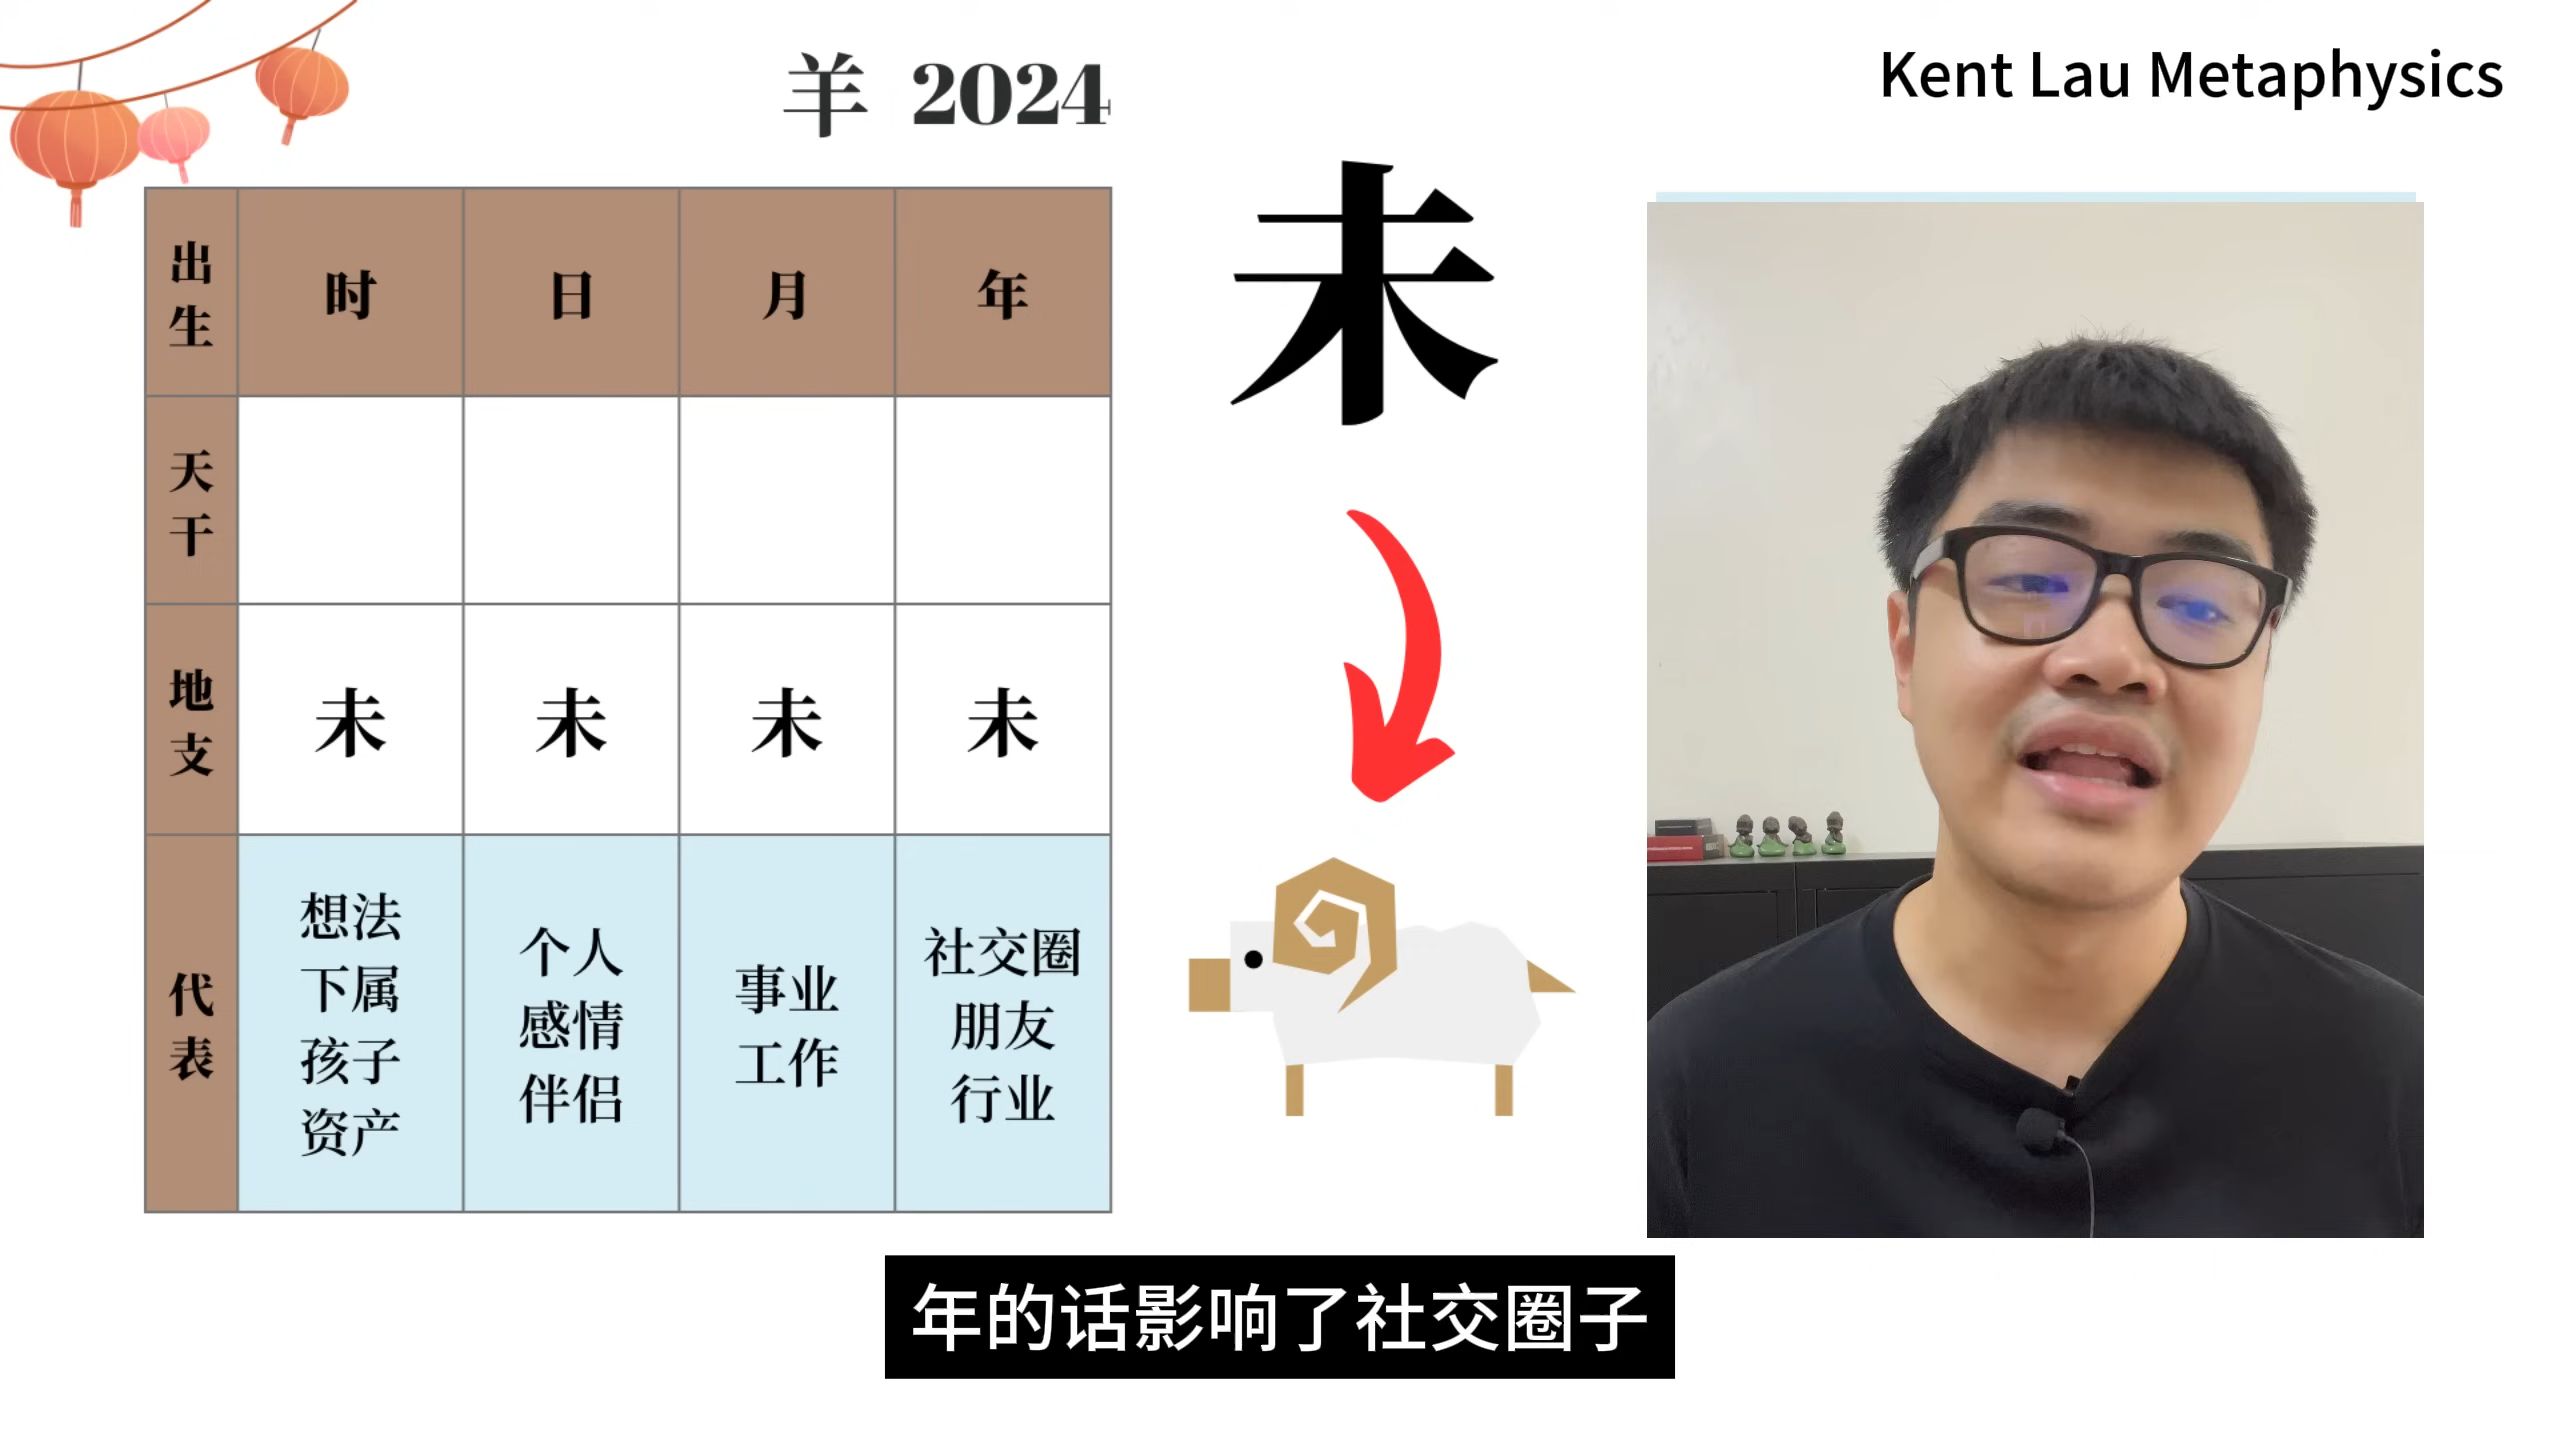 羊 2024
Kent Lau Metaphysics
未
出生 时 日 月 年
天干
地支 未 未 未 未
代表
想法
下属
孩子
资产
个人
感情
伴侣
事业
工作
社交圈
朋友
行业
年的话影响了社交圈子